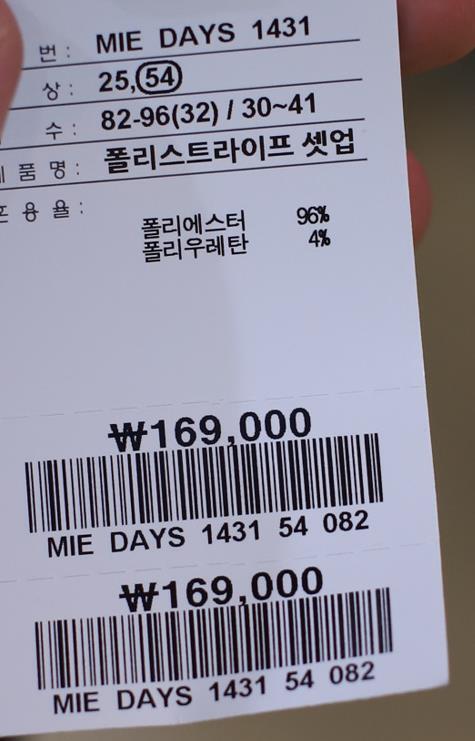 번: MIE DAYS 1431
상: 25,54
수: 82-96(32) / 30~41
품명: 폴리스트라이프 셋업
용율:
폴리에스터 96%
폴리우레탄 4%
₩169,000
MIE DAYS 1431 54 082
₩169,000
MIE DAYS 1431 54 082